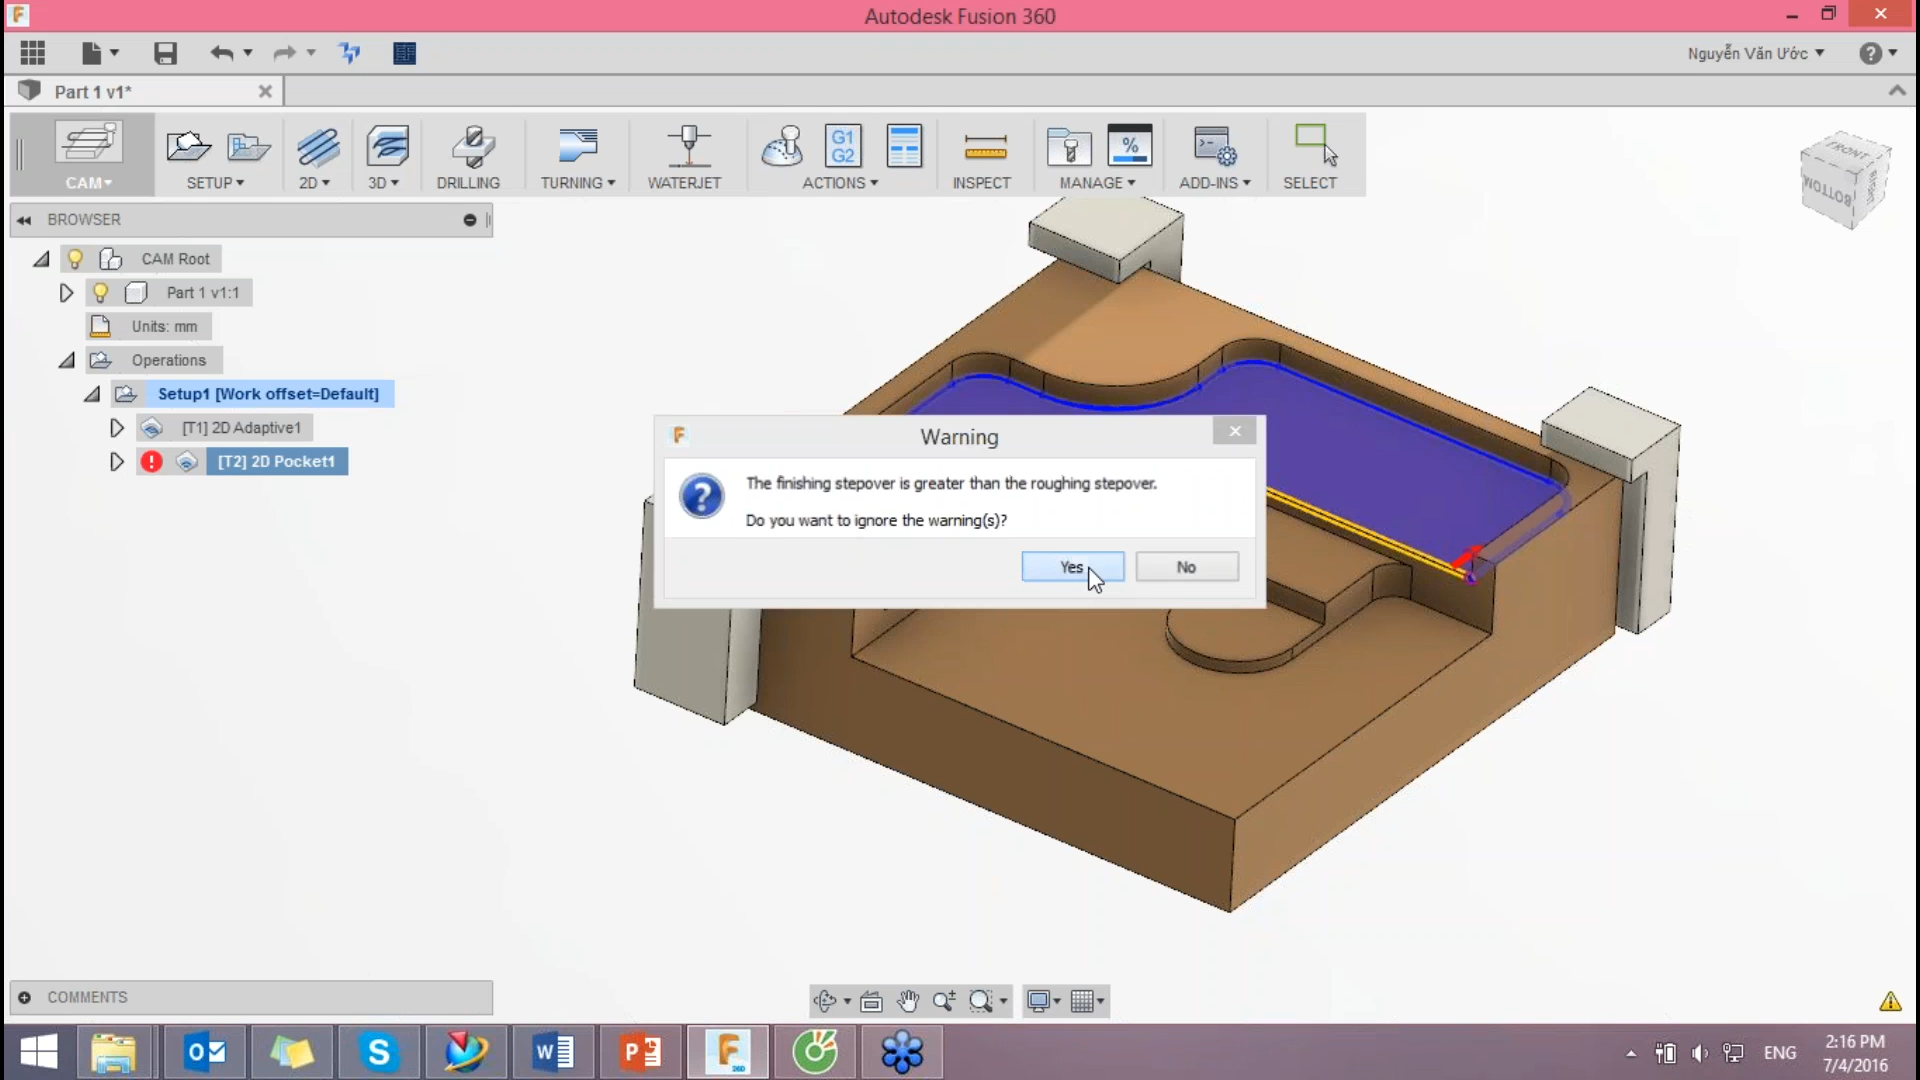 Autodesk Fusion 360
Nguyễn Văn Ước
Part 1 v1*
CAM
SETUP
2D
3D
DRILLING
TURNING
WATERJET
G1
G2
ACTIONS
INSPECT
%
MANAGE
ADD-INS
SELECT
FRONT
BOTTOM
BROWSER
CAM Root
Part 1 v1:1
Units: mm
Operations
Setup1 [Work offset=Default]
[T1] 2D Adaptive1
[T2] 2D Pocket1
Warning
The finishing stepover is greater than the roughing stepover.
Do you want to ignore the warning(s)?
Yes
No
COMMENTS
ENG
2:16 PM
7/4/2016